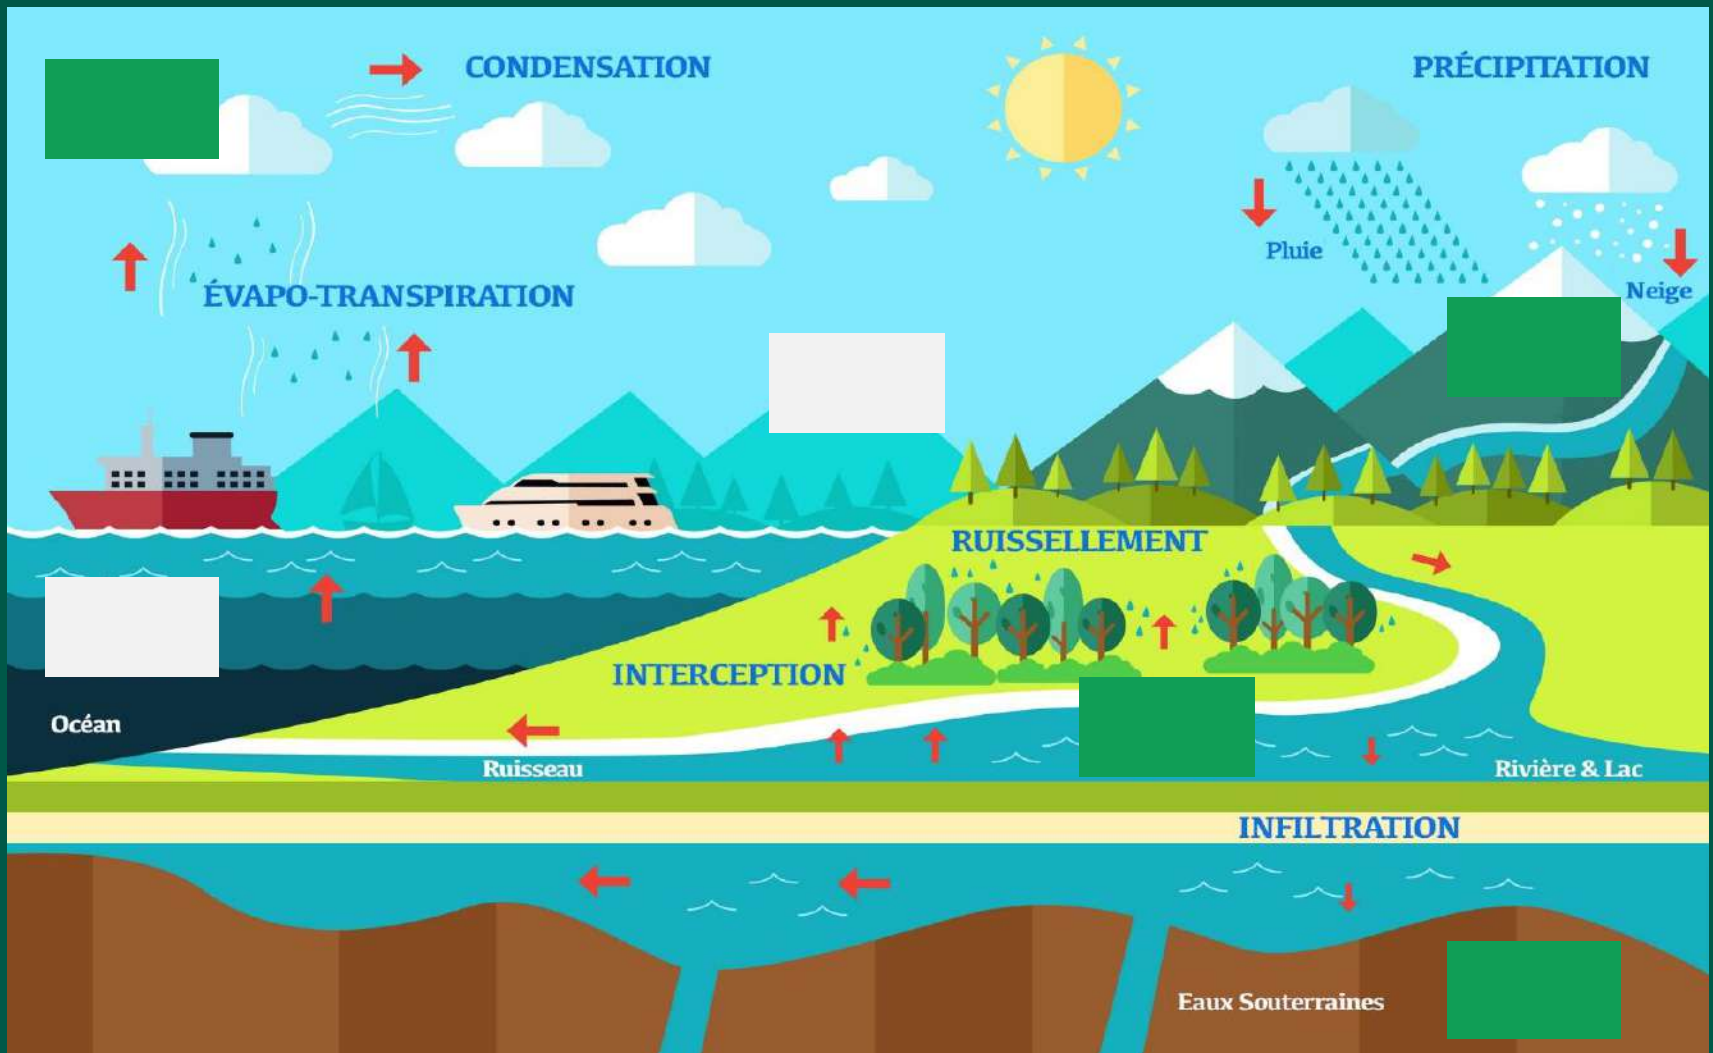 CONDENSATION
PRÉCIPITATION
Pluie
Neige
ÉVAPO-TRANSPIRATION
RUISSELLEMENT
INTERCEPTION
Océan
Ruisseau
Rivière & Lac
INFILTRATION
Eaux Souterraines